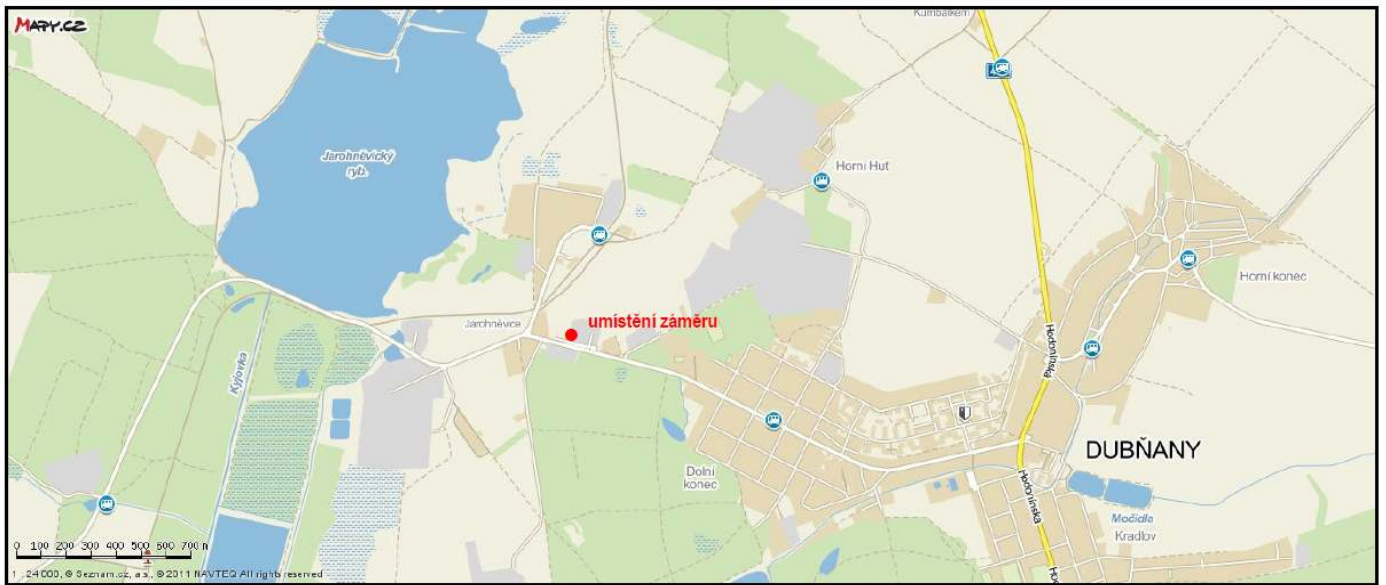 MAPY.CZ
Kumbálkem
Jarohněvický
ryb.
Horní Huť
Horní konec
Jarohněvice
umístění záměru
Hodonínská
Kyjovka
DUBŇANY
Dolní
konec
Hodonínska
Močidla
Kradlov
0 100 200 300 400 500 600 700 m
1 : 24 000, © Seznam.cz, a.s., © 2011 NAVTEQ All rights reserved